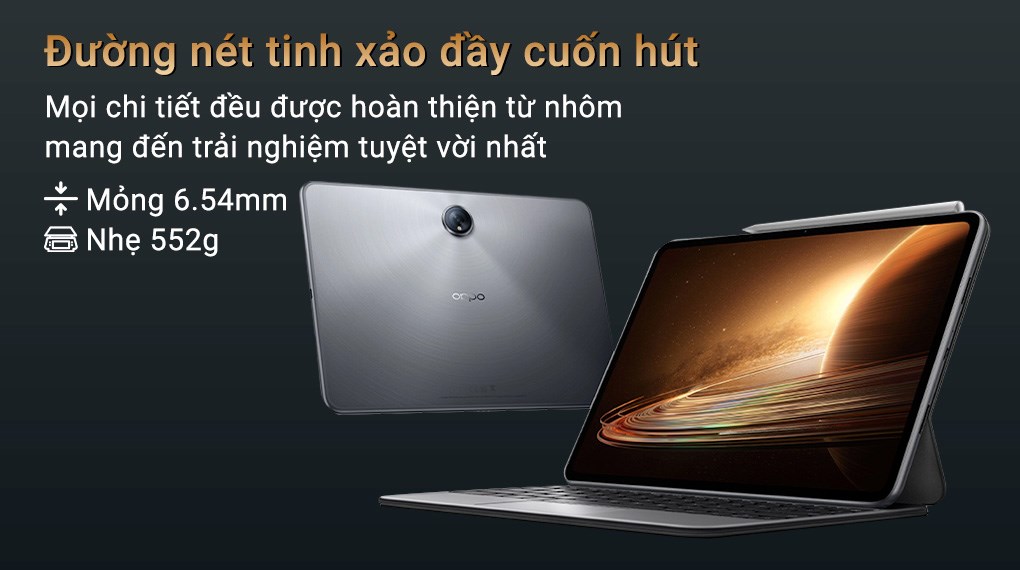 Đường nét tinh xảo đầy cuốn hút
Mọi chi tiết đều được hoàn thiện từ nhôm
mang đến trải nghiệm tuyệt vời nhất
Mỏng 6.54mm
Nhẹ 552g
oppo